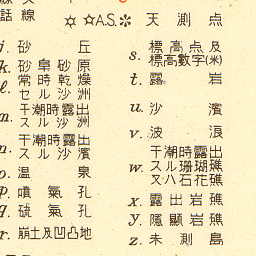 話線
☆☆A.S.※ 天測点
j. 砂丘
k. 砂阜砂原
l. 常時乾燥セル沙洲
m. 干潮時露出スル沙洲
n. 干潮時露出スル沙濱
o. 温泉
p. 噴氣孔
q. 硫氣孔
r. 崩土及凹凸地
s. 標高点及標高数字(米)
t. 露岩
u. 沙濱
v. 波浪
w. 干潮時露出スル珊瑚礁又ハ石花礁
x. 露出岩礁
y. 隠顕岩礁
z. 未測島